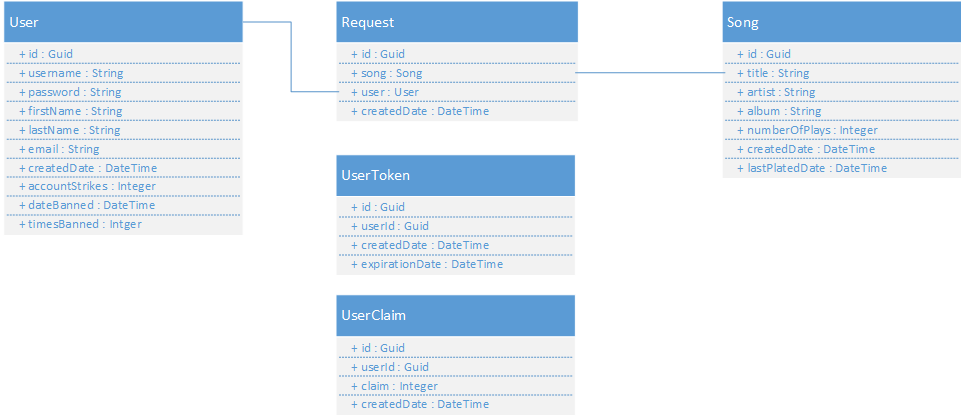 User
+ id : Guid
+ username : String
+ password : String
+ firstName : String
+ lastName : String
+ email : String
+ createdDate : DateTime
+ accountStrikes : Integer
+ dateBanned : DateTime
+ timesBanned : Intger
Request
+ id : Guid
+ song : Song
+ user : User
+ createdDate : DateTime
Song
+ id : Guid
+ title : String
+ artist : String
+ album : String
+ numberOfPlays : Integer
+ createdDate : DateTime
+ lastPlatedDate : DateTime
UserToken
+ id : Guid
+ userId : Guid
+ createdDate : DateTime
+ expirationDate : DateTime
UserClaim
+ id : Guid
+ userId : Guid
+ claim : Integer
+ createdDate : DateTime